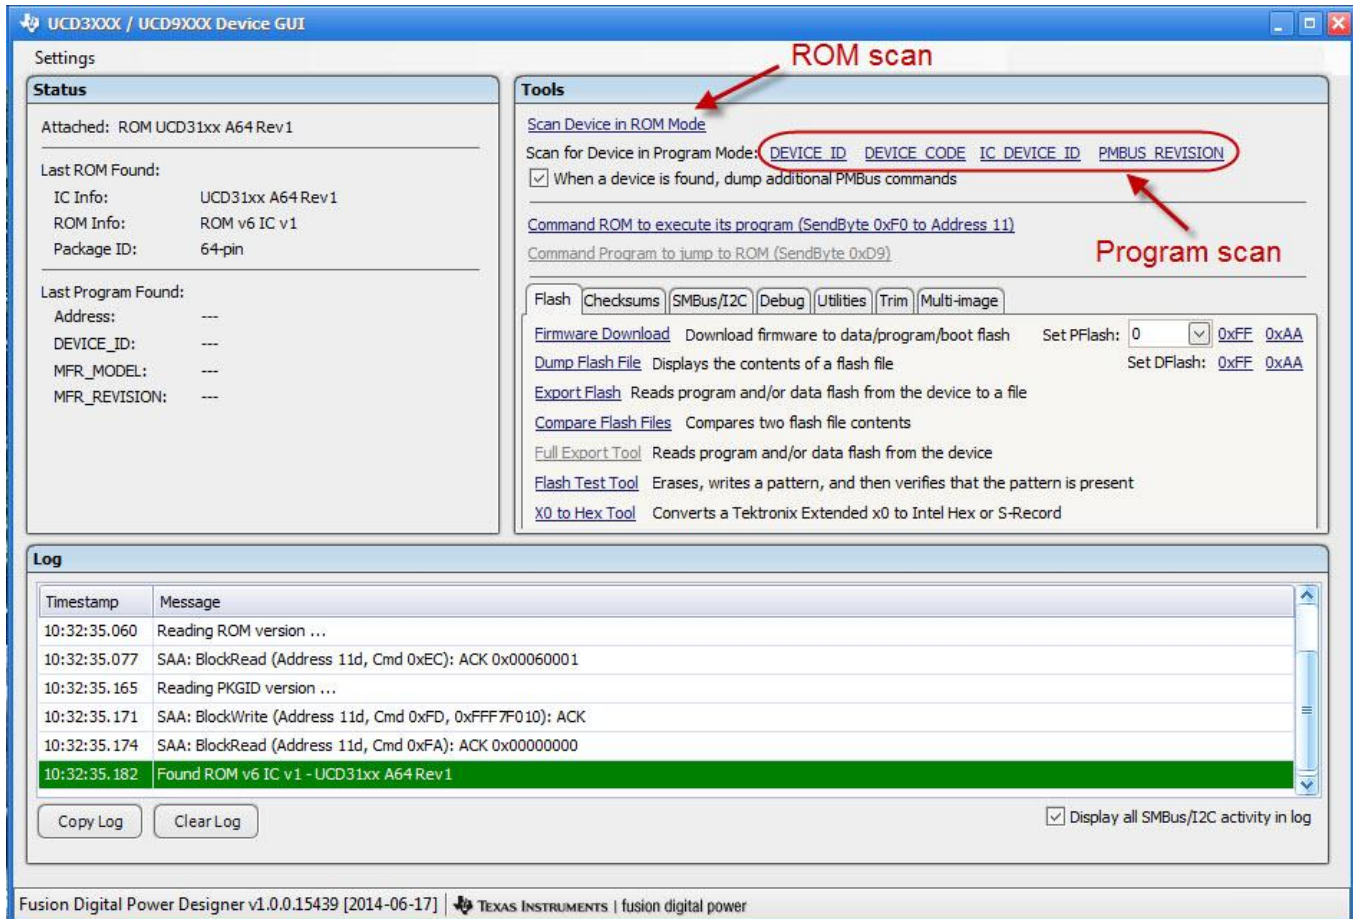 UCD3XXX / UCD9XXX Device GUI
Settings
ROM scan
Status
Attached: ROM UCD31xx A64 Rev1
Last ROM Found:
IC Info: UCD31xx A64 Rev1
ROM Info: ROM v6 IC v1
Package ID: 64-pin
Last Program Found:
Address: ---
DEVICE_ID: ---
MFR_MODEL: ---
MFR_REVISION: ---
Tools
Scan Device in ROM Mode
Scan for Device in Program Mode: DEVICE_ID DEVICE_CODE IC_DEVICE_ID PMBUS_REVISION
When a device is found, dump additional PMBus commands
Command ROM to execute its program (SendByte 0xF0 to Address 11)
Command Program to jump to ROM (SendByte 0xD9)
Program scan
Flash Checksums SMBus/I2C Debug Utilities Trim Multi-image
Firmware Download Download firmware to data/program/boot flash Set PFlash: 0 0xFF 0xAA
Dump Flash File Displays the contents of a flash file Set DFlash: 0xFF 0xAA
Export Flash Reads program and/or data flash from the device to a file
Compare Flash Files Compares two flash file contents
Full Export Tool Reads program and/or data flash from the device
Flash Test Tool Erases, writes a pattern, and then verifies that the pattern is present
X0 to Hex Tool Converts a Tektronix Extended x0 to Intel Hex or S-Record
Log
Timestamp Message
10:32:35.060 Reading ROM version ...
10:32:35.077 SAA: BlockRead (Address 11d, Cmd 0xEC): ACK 0x00060001
10:32:35.165 Reading PKGID version ...
10:32:35.171 SAA: BlockWrite (Address 11d, Cmd 0xFD, 0xFFF7F010): ACK
10:32:35.174 SAA: BlockRead (Address 11d, Cmd 0xFA): ACK 0x00000000
10:32:35.182 Found ROM v6 IC v1 - UCD31xx A64 Rev1
Copy Log Clear Log Display all SMBus/I2C activity in log
Fusion Digital Power Designer v1.0.0.15439 [2014-06-17] TEXAS INSTRUMENTS | fusion digital power